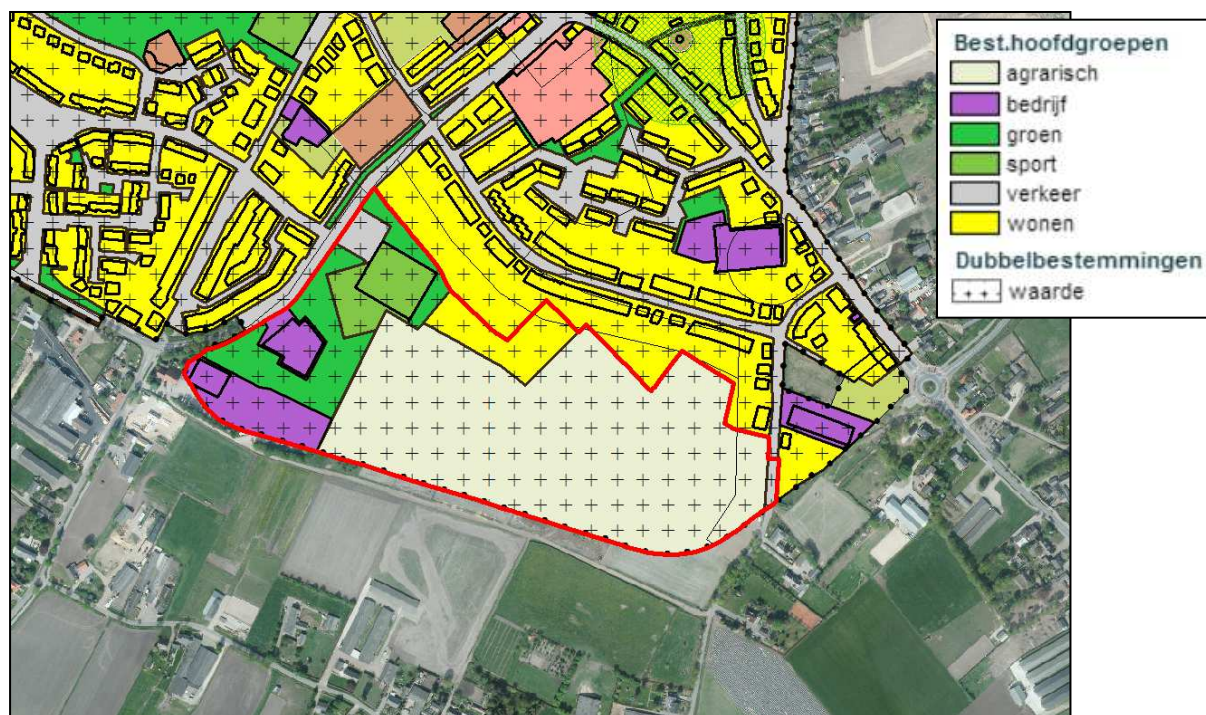 Best.hoofdgroepen
agrarisch
bedrijf
groen
sport
verkeer
wonen
Dubbelbestemmingen
waarde